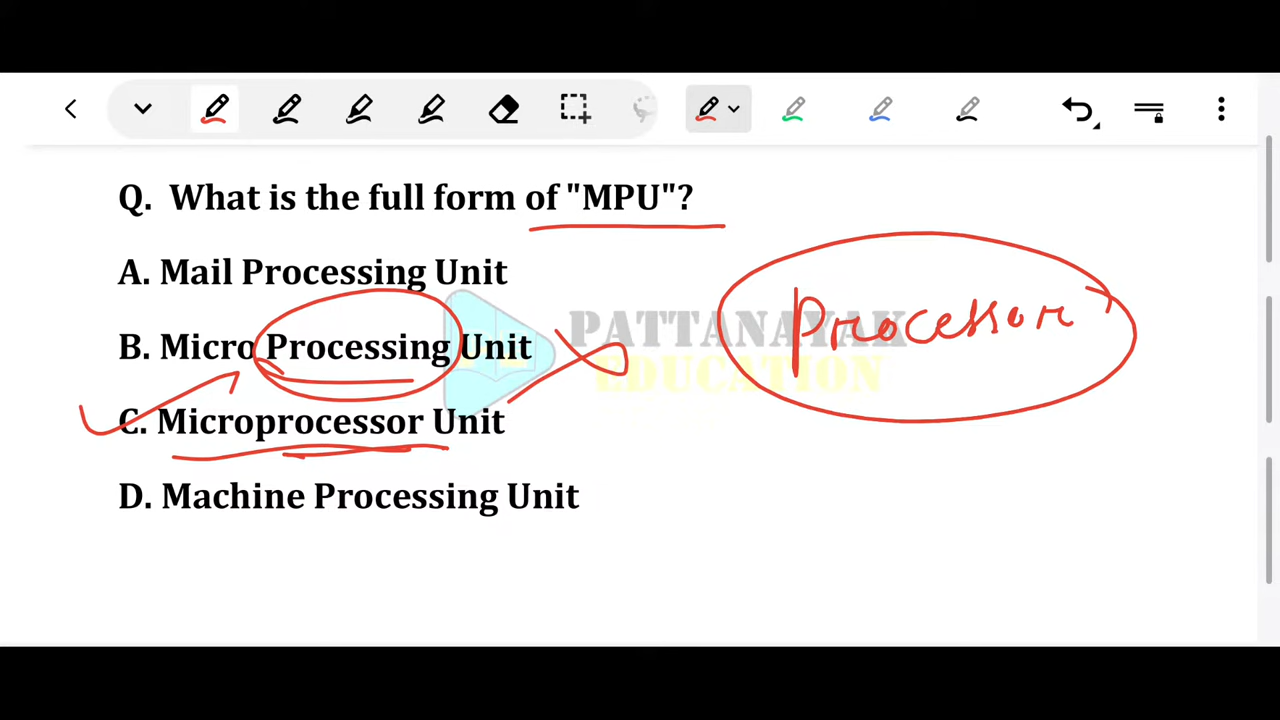 Q. What is the full form of "MPU"?
A. Mail Processing Unit
B. Micro Processing Unit
C. Microprocessor Unit
D. Machine Processing Unit
Processor
PATTANAYAK
EDUCATION